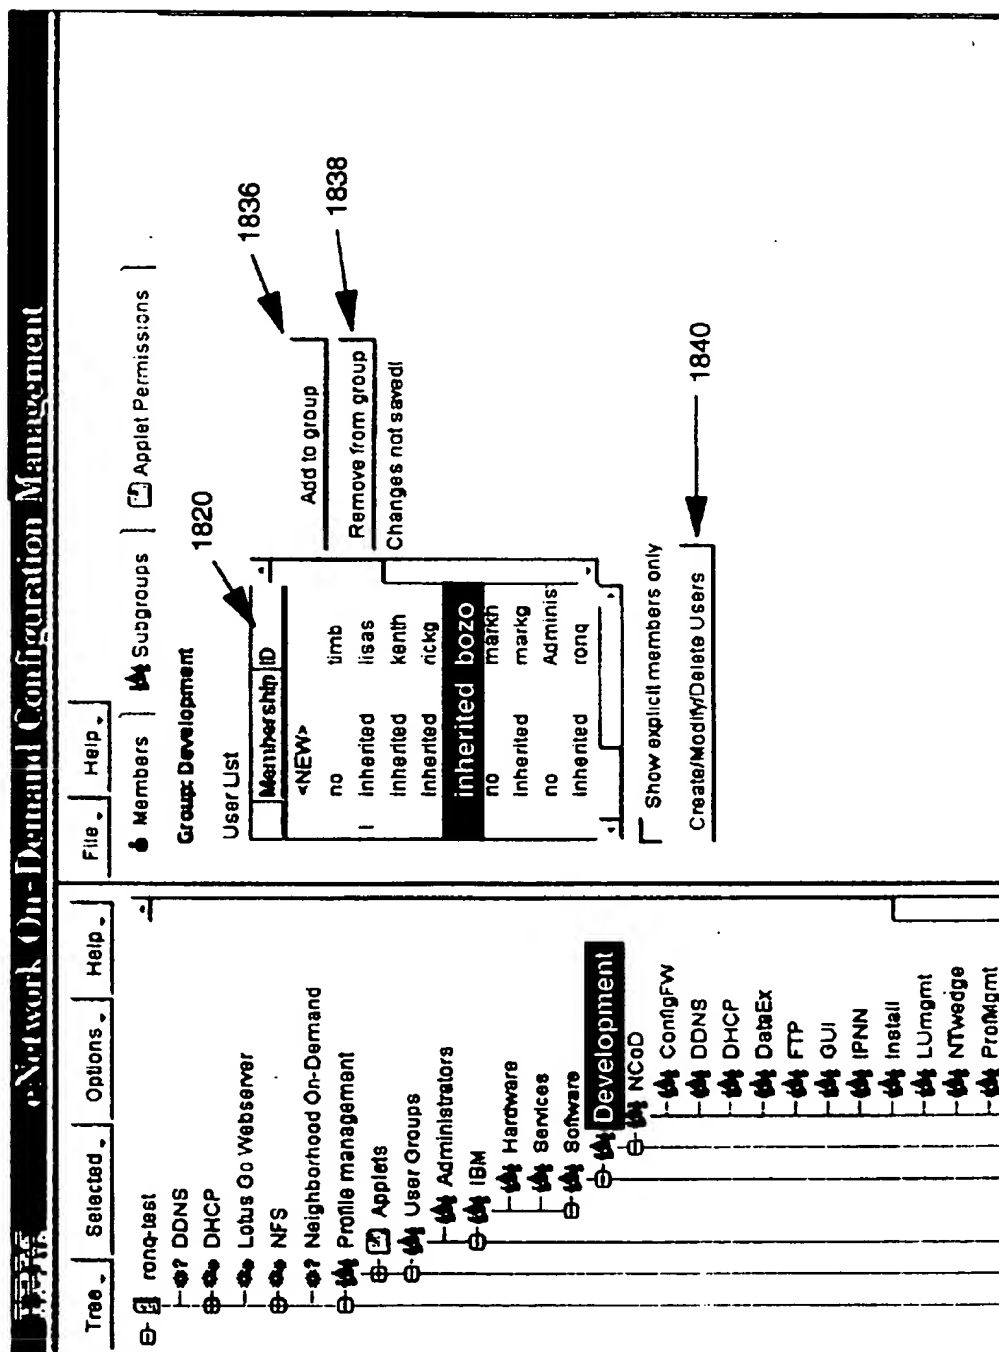 eNetwork On-Demand Configuration Management
Tree Selected Options Help
ronq-test
DDNS
DHCP
Lotus Go Webserver
NFS
Neighborhood On-Demand
Profile management
Applets
User Groups
Administrators
IBM
Hardware
Services
Software
Development
NCoD
ConfigFW
DDNS
DHCP
DataEx
FTP
GUI
IPNN
Install
LUmgmt
NTwedge
ProfMgmt
File Help
Members Subgroups Applet Permissions
Group: Development
User List
1820
Membership ID
<NEW>
no timb
Inherited lisas
Inherited kenth
Inherited rickg
inherited bozo
no markh
Inherited markg
no Adminis
Inherited ronq
Add to group
1836
Remove from group
1838
Changes not saved!
Show explicit members only
Create/Modify/Delete Users
1840